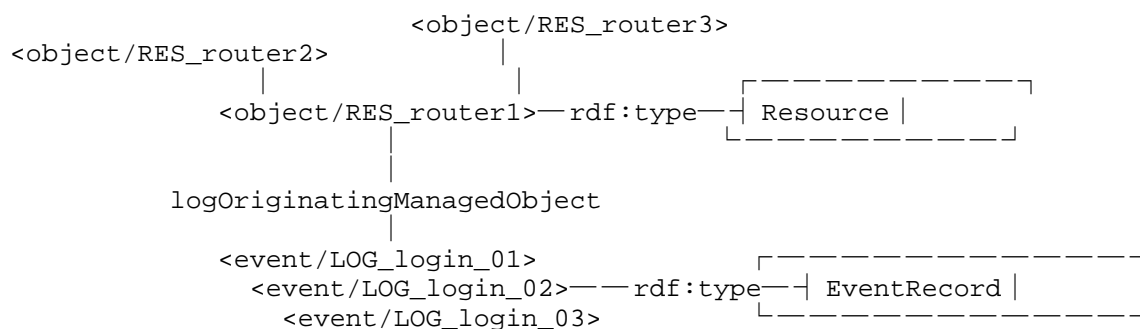 <object/RES_router3>
<object/RES_router2>
<object/RES_router1> rdf:type Resource
logOriginatingManagedObject
<event/LOG_login_01>
<event/LOG_login_02> rdf:type EventRecord
<event/LOG_login_03>